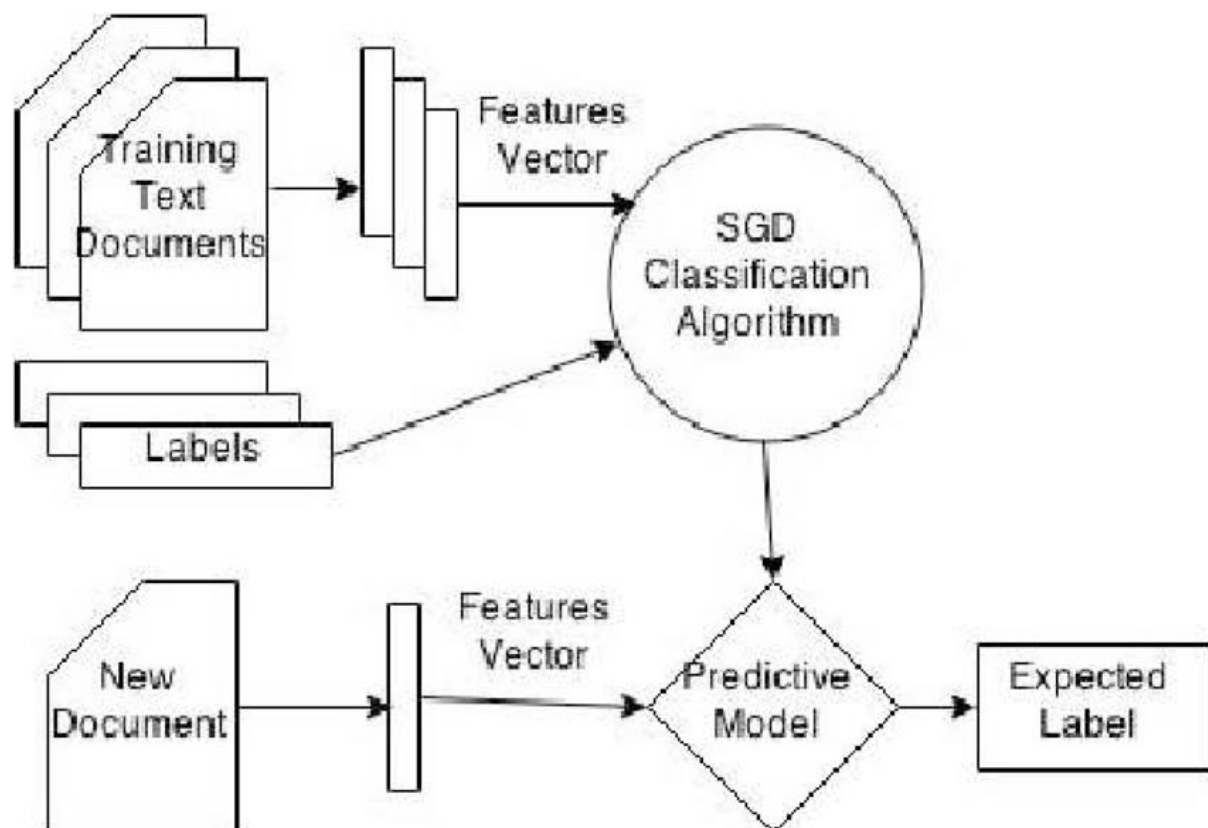 Training
Text
Documents
Features
Vector
SGD
Classification
Algorithm
Labels
New
Document
Features
Vector
Predictive
Model
Expected
Label